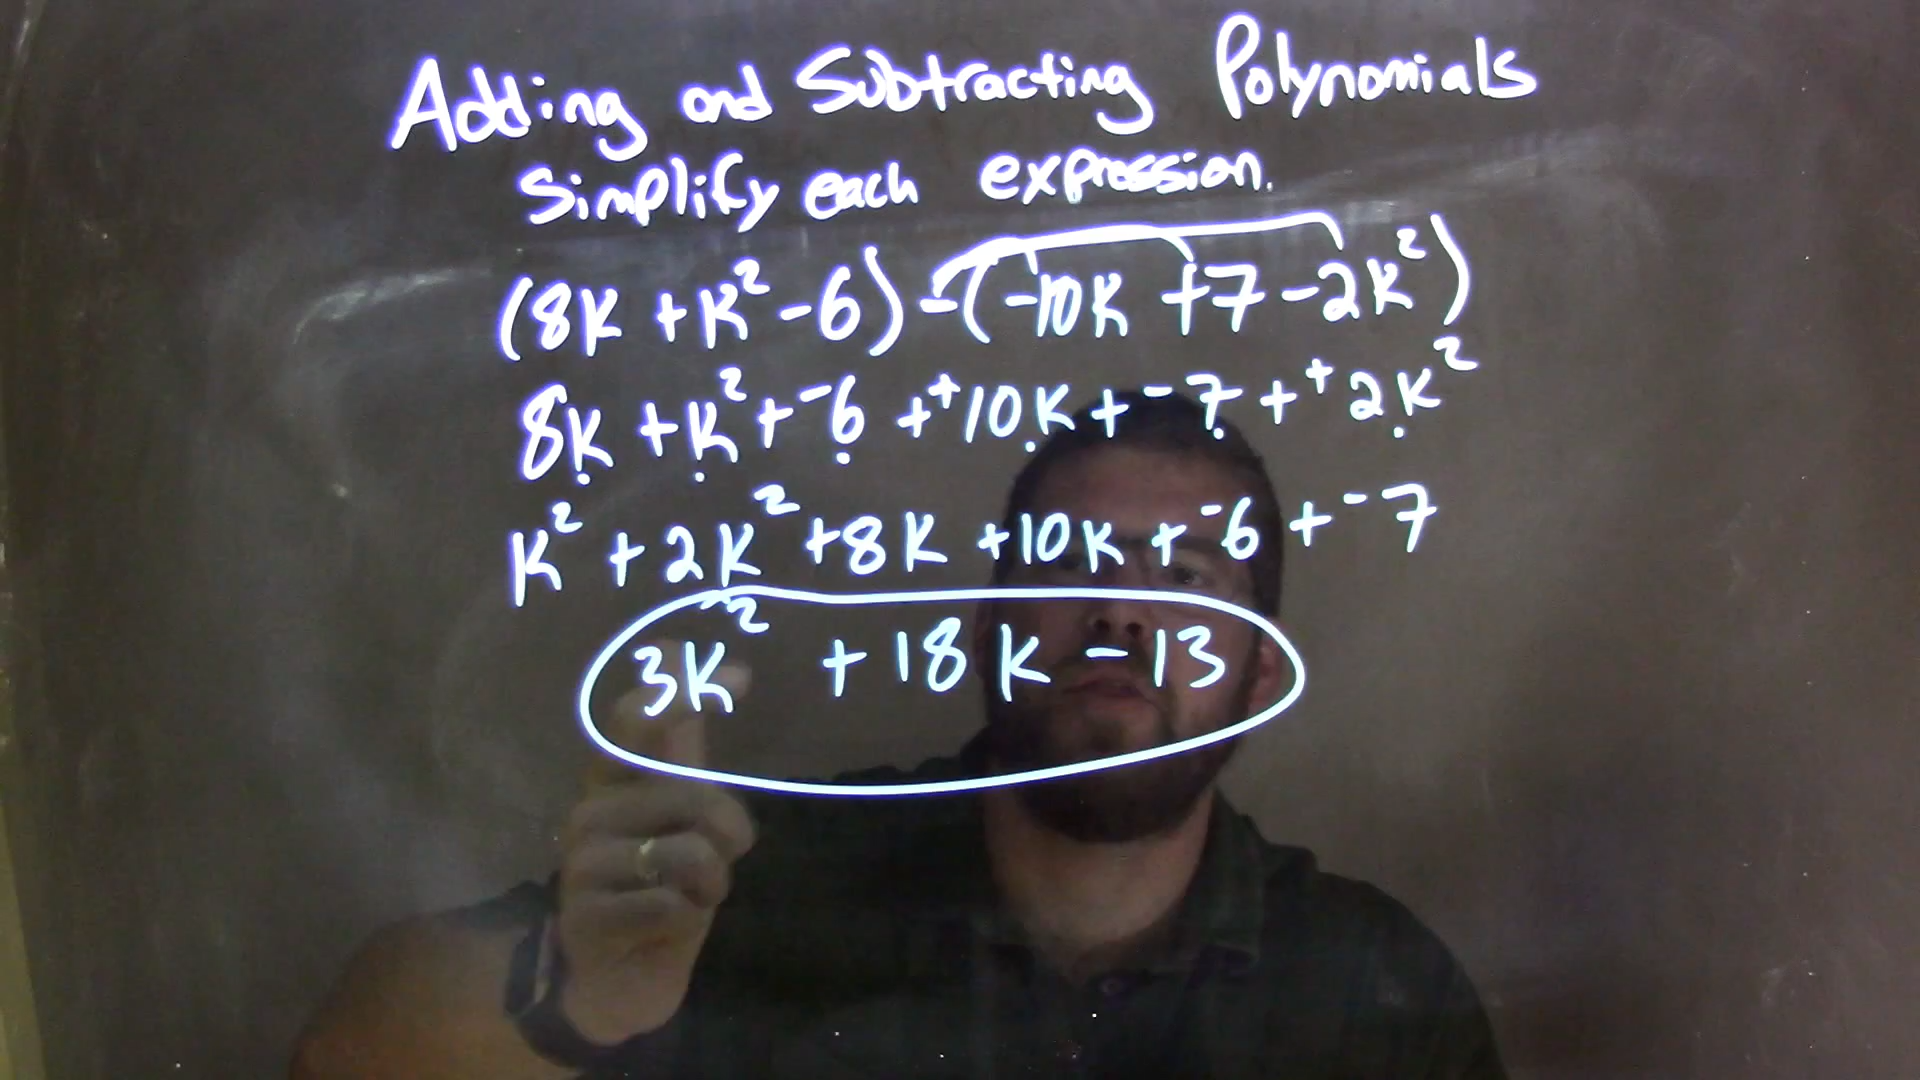 Adding and Subtracting Polynomials
Simplify each expression.
(8k + k² - 6) - (-10k + 7 - 2k²)
8k + k² + ⁻6 + ⁺10k + ⁻7 + ⁺2k²
k² + 2k² + 8k + 10k + ⁻6 + ⁻7
3k² + 18k - 13